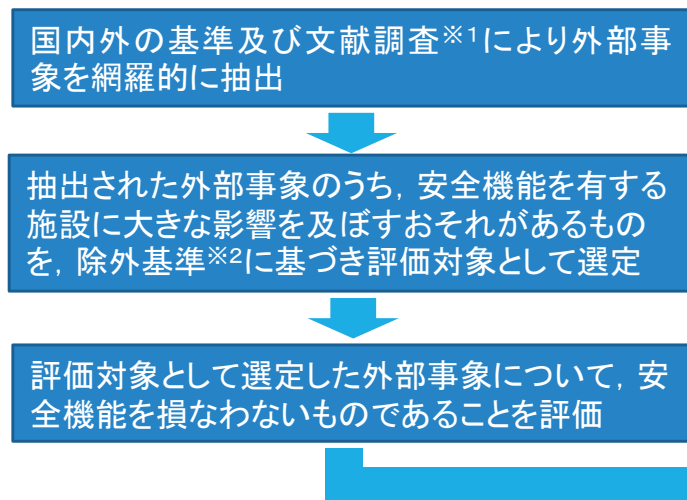 国内外の基準及び文献調査※1により外部事
象を網羅的に抽出
抽出された外部事象のうち，安全機能を有する
施設に大きな影響を及ぼすおそれがあるもの
を，除外基準※2に基づき評価対象として選定
評価対象として選定した外部事象について，安
全機能を損なわないものであることを評価